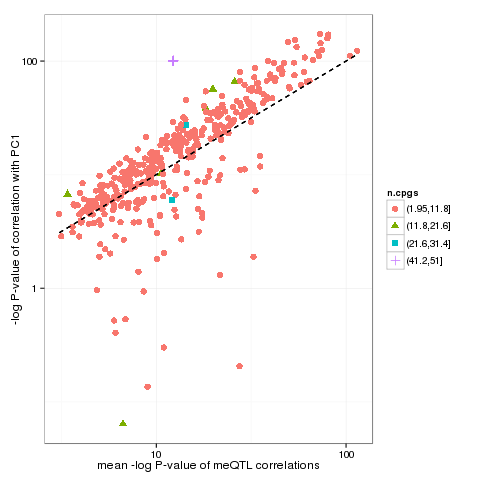 100
1
-log P-value of correlation with PC1
10
100
mean -log P-value of meQTL correlations
n.cpgs
(1.95,11.8]
(11.8,21.6]
(21.6,31.4]
(41.2,51]